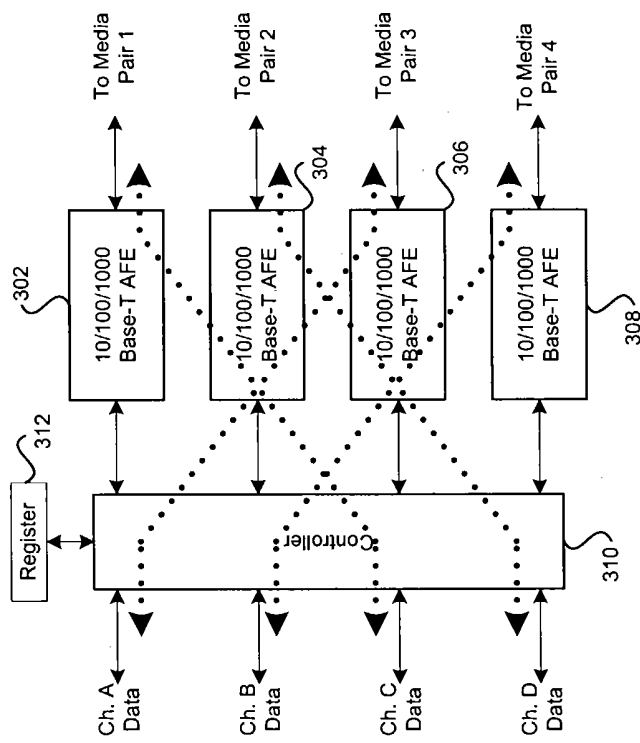 Register
312
Ch. A
Data
Ch. B
Data
Ch. C
Data
Ch. D
Data
Controller
310
302
10/100/1000
Base-T AFE
10/100/1000
Base-T AFE
304
10/100/1000
Base-T AFE
306
10/100/1000
Base-T AFE
308
To Media
Pair 1
To Media
Pair 2
To Media
Pair 3
To Media
Pair 4